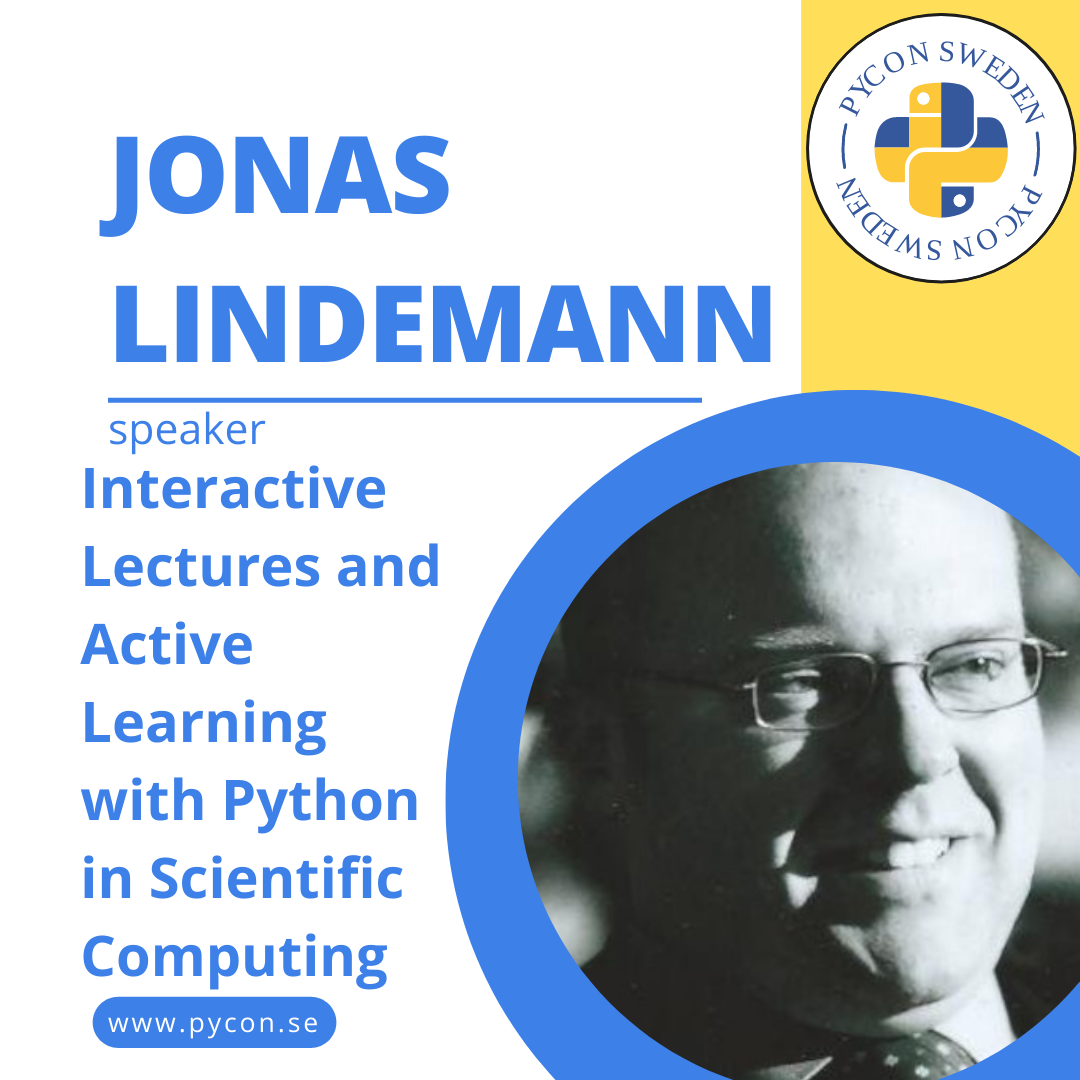 PYCON SWEDEN
PYCON SWEDEN
JONAS
LINDEMANN
speaker
Interactive
Lectures and
Active
Learning
with Python
in Scientific
Computing
www.pycon.se